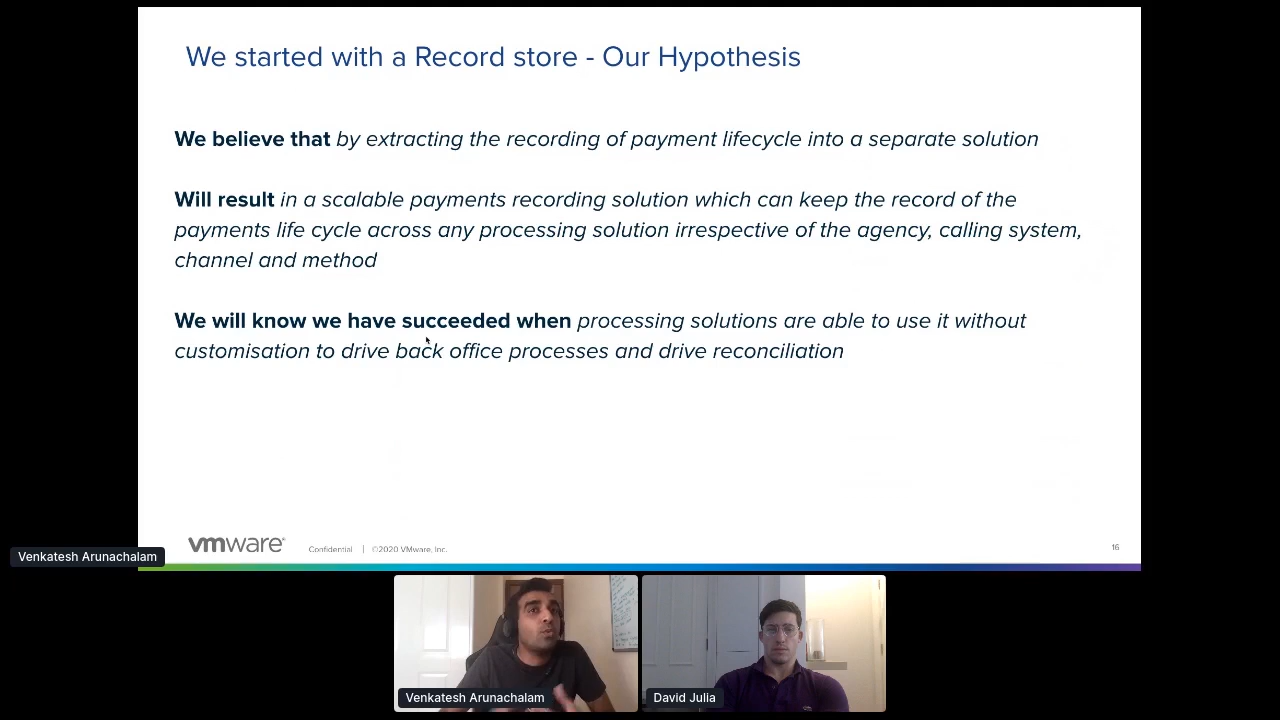 We started with a Record store - Our Hypothesis
We believe that by extracting the recording of payment lifecycle into a separate solution
Will result in a scalable payments recording solution which can keep the record of the
payments life cycle across any processing solution irrespective of the agency, calling system,
channel and method
We will know we have succeeded when processing solutions are able to use it without
customisation to drive back office processes and drive reconciliation
vmware®
Confidential | ©2020 VMware, Inc.
16
Venkatesh Arunachalam
Venkatesh Arunachalam
David Julia